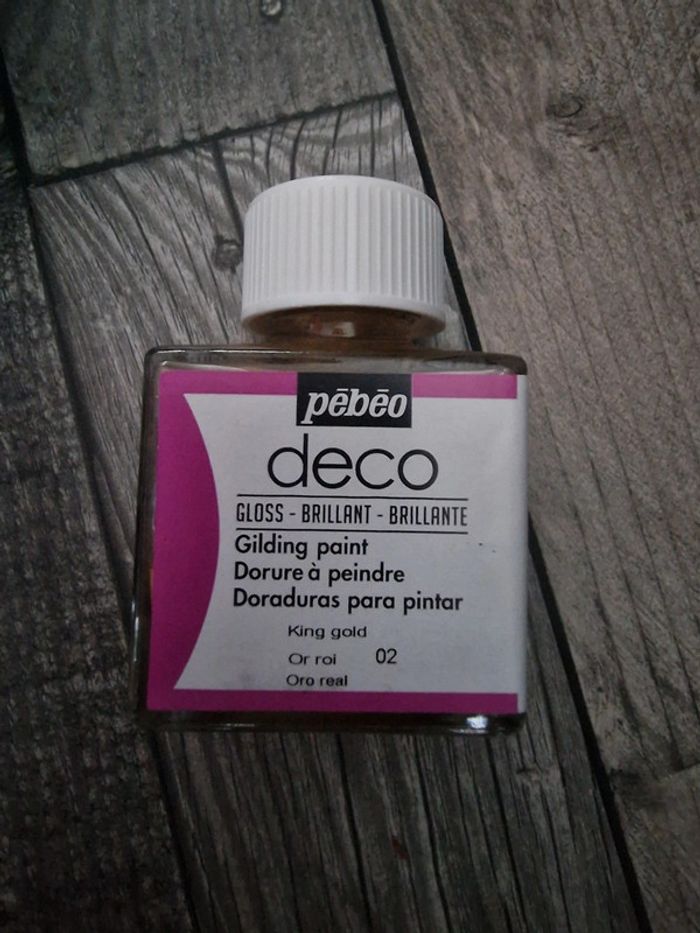 pēbēo
deco
GLOSS - BRILLANT - BRILLANTE
Gilding paint
Dorure à peindre
Doraduras para pintar
King gold
Or roi 02
Oro real